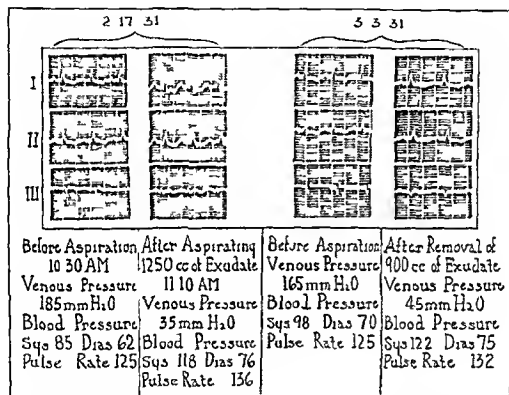 2 17 31
3 3 31
I
II
III
Before Aspiration
10 30 AM
Venous Pressure
185 mm H2O
Blood Pressure
Sys 85 Dias 62
Pulse Rate 125
After Aspirating
1250 cc of Exudate
11 10 AM
Venous Pressure
35 mm H2O
Blood Pressure
Sys 118 Dias 76
Pulse Rate 136
Before Aspiration
Venous Pressure
165 mm H2O
Blood Pressure
Sys 98 Dias 70
Pulse Rate 125
After Removal of
900 cc of Exudate
Venous Pressure
45 mm H2O
Blood Pressure
Sys 122 Dias 75
Pulse Rate 132